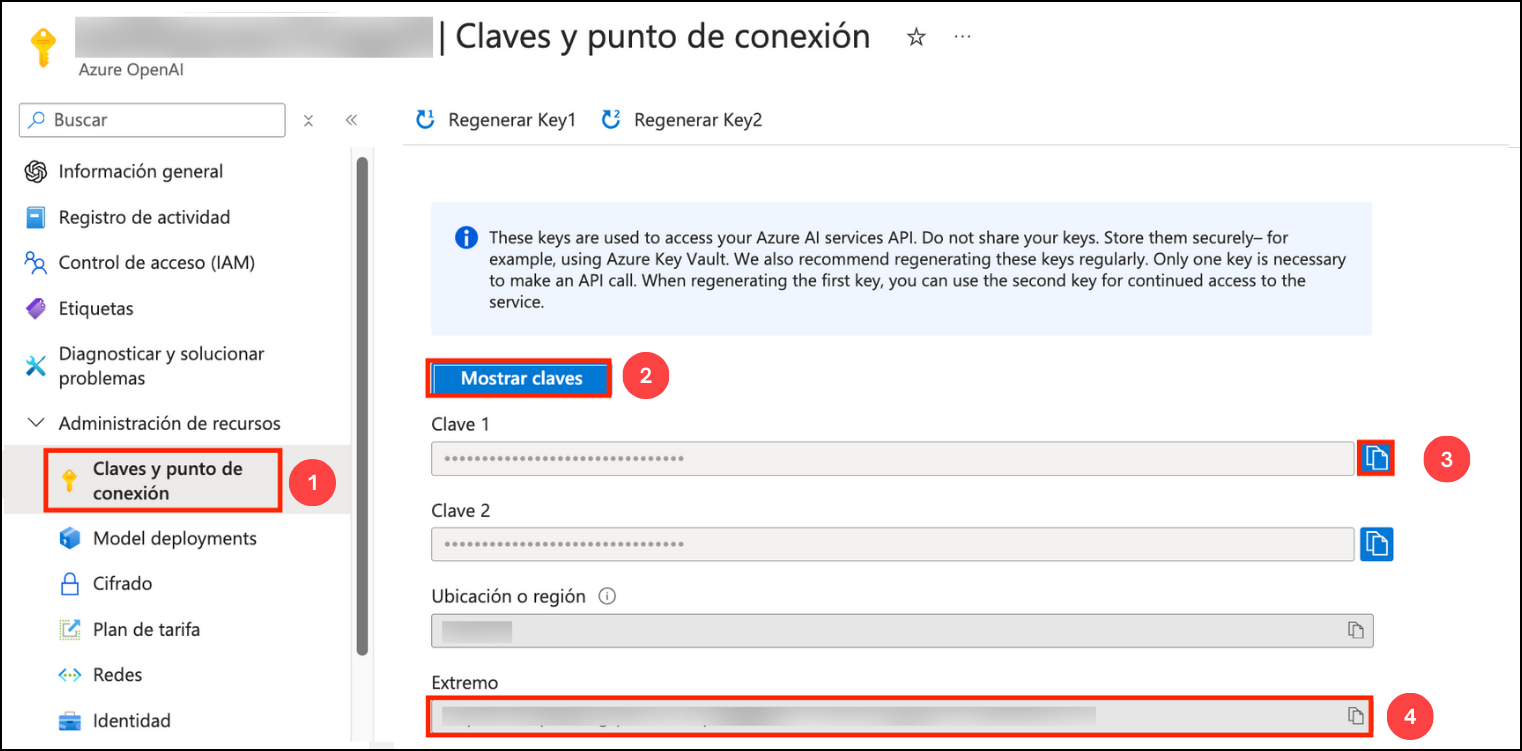 | Claves y punto de conexión
Azure OpenAI
Buscar
Regenerar Key1
Regenerar Key2
Información general
Registro de actividad
Control de acceso (IAM)
Etiquetas
Diagnosticar y solucionar
problemas
Administración de recursos
Claves y punto de
conexión
1
Model deployments
Cifrado
Plan de tarifa
Redes
Identidad
These keys are used to access your Azure AI services API. Do not share your keys. Store them securely– for
example, using Azure Key Vault. We also recommend regenerating these keys regularly. Only one key is necessary
to make an API call. When regenerating the first key, you can use the second key for continued access to the
service.
Mostrar claves
2
Clave 1
3
Clave 2
Ubicación o región
Extremo
4